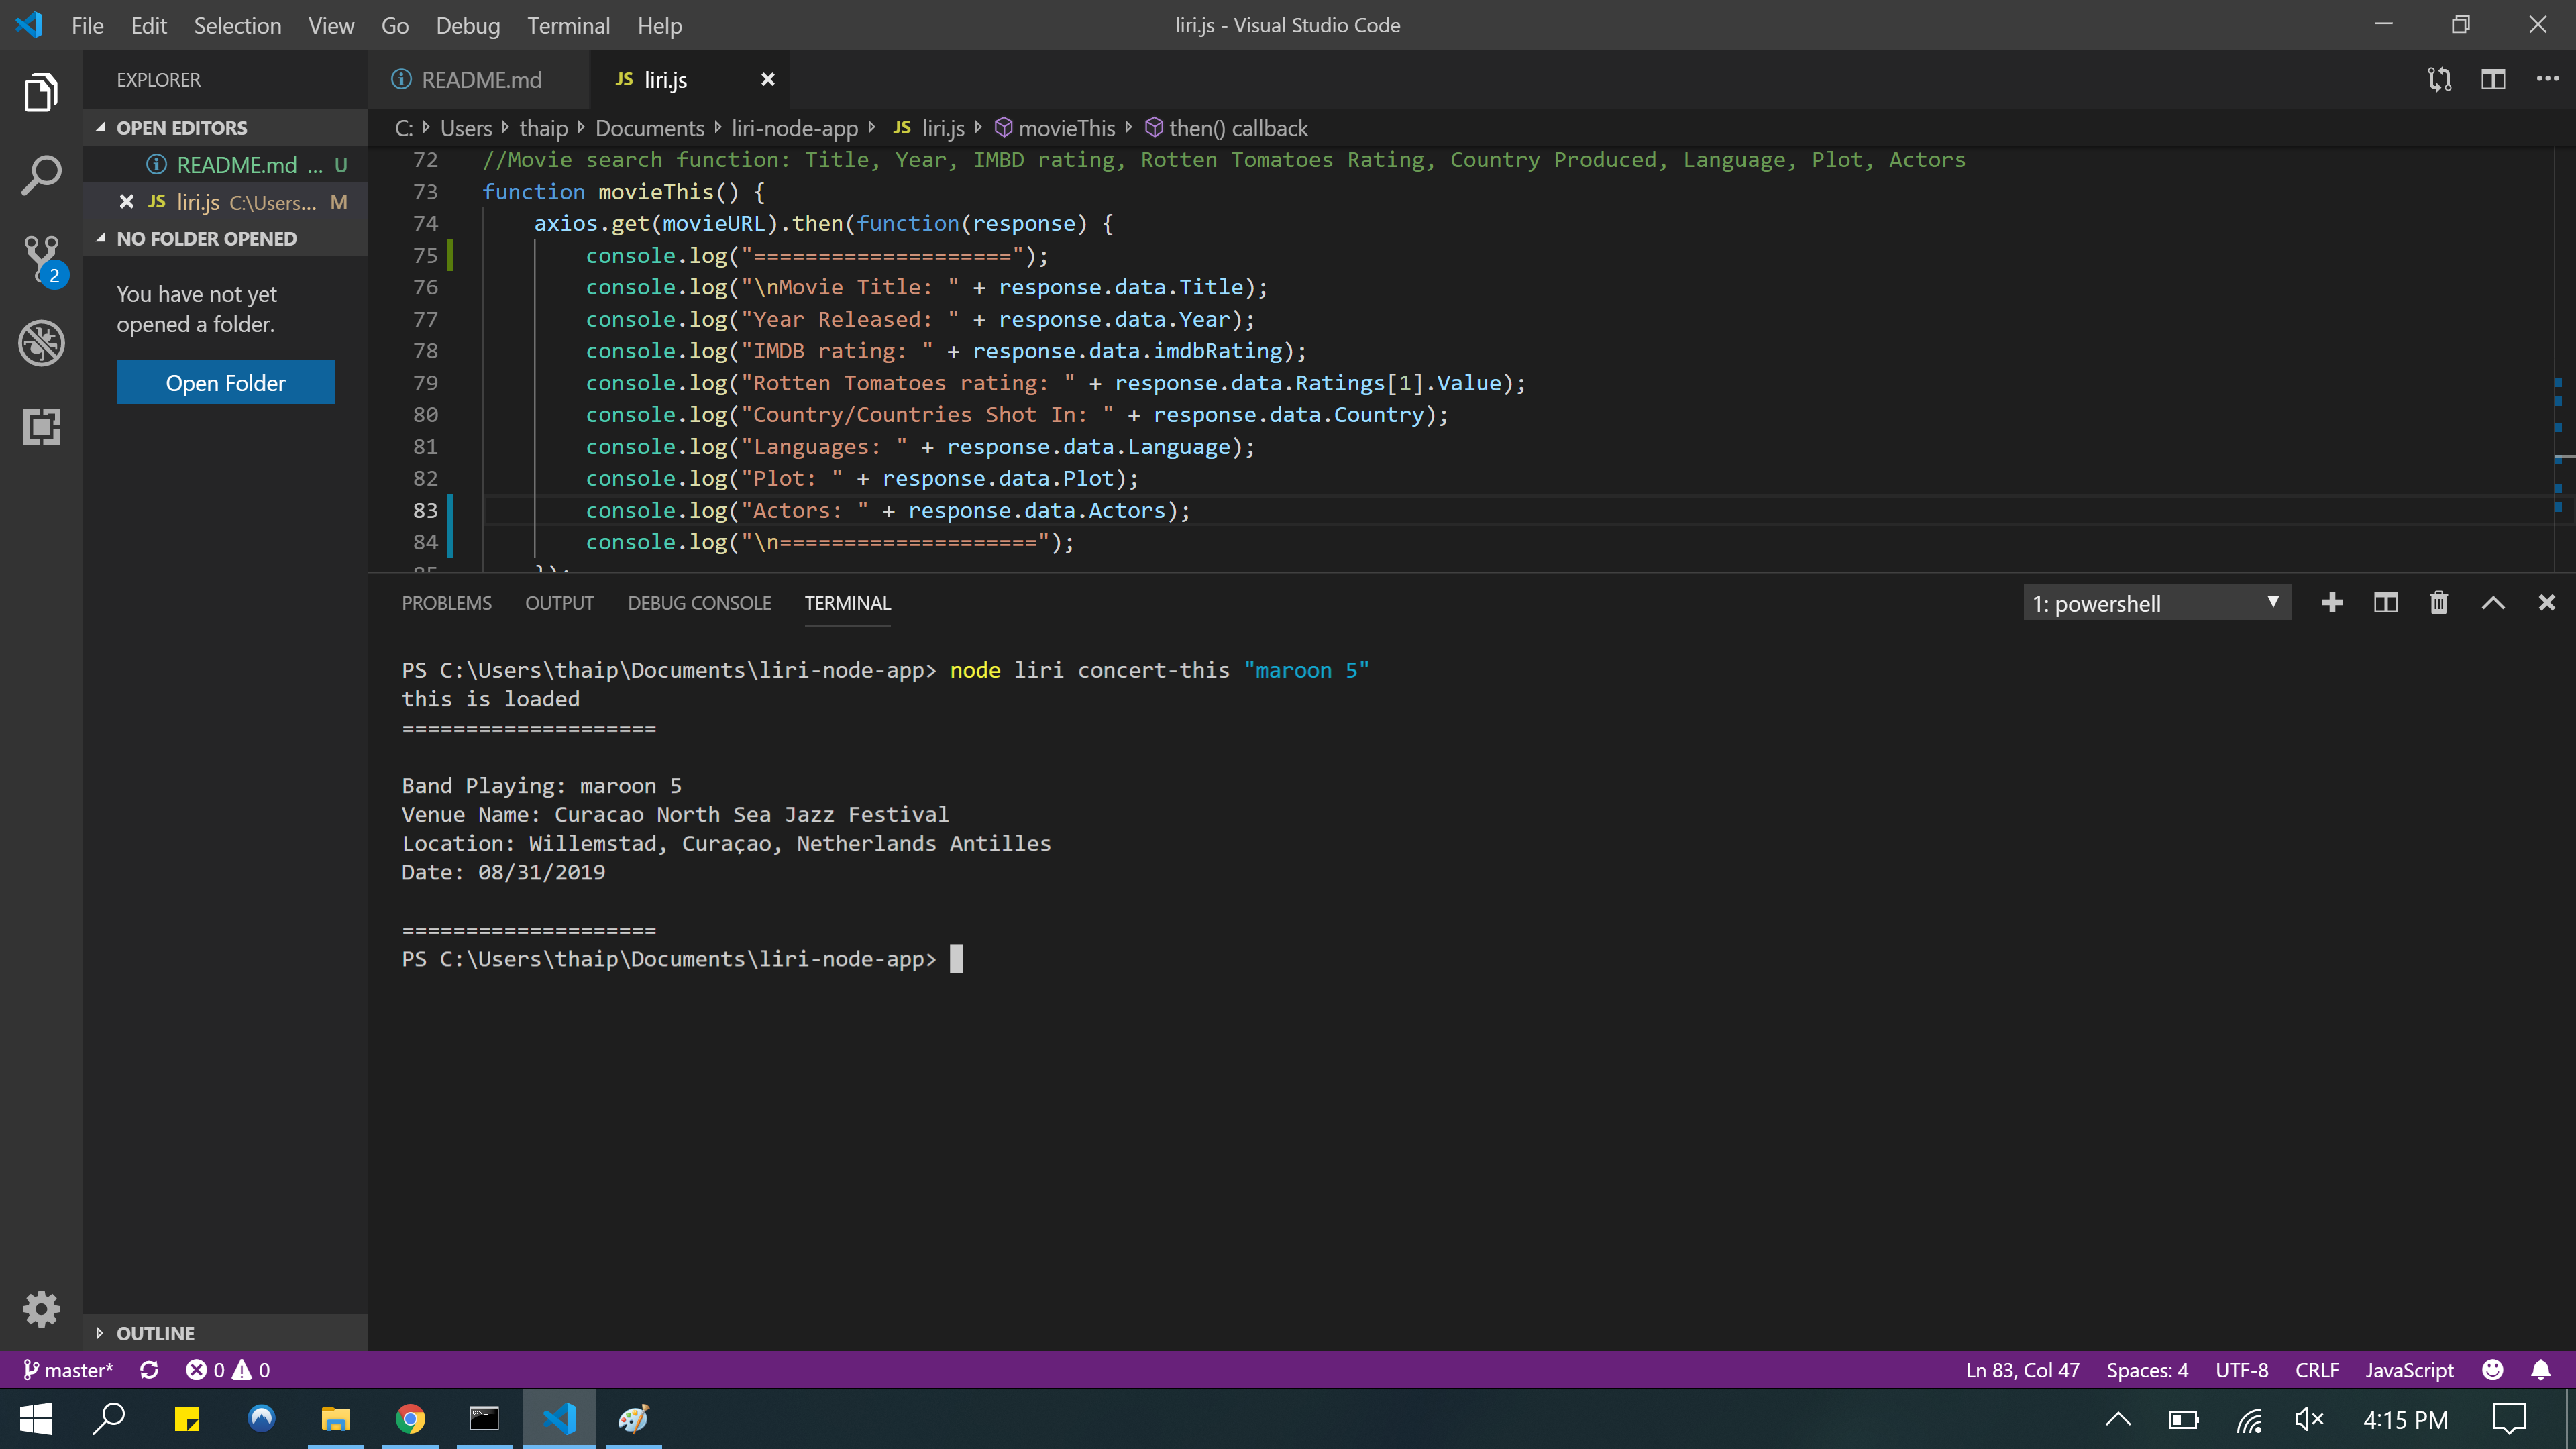 File Edit Selection View Go Debug Terminal Help
liri.js - Visual Studio Code
EXPLORER
OPEN EDITORS
README.md ... U
JS liri.js C:\Users... M
NO FOLDER OPENED
You have not yet
opened a folder.
Open Folder
2
OUTLINE
README.md
JS liri.js
C: Users thaip Documents liri-node-app JS liri.js movieThis then() callback
72 //Movie search function: Title, Year, IMBD rating, Rotten Tomatoes Rating, Country Produced, Language, Plot, Actors
73 function movieThis() {
74 axios.get(movieURL).then(function(response) {
75 console.log("====================");
76 console.log("\nMovie Title: " + response.data.Title);
77 console.log("Year Released: " + response.data.Year);
78 console.log("IMDB rating: " + response.data.imdbRating);
79 console.log("Rotten Tomatoes rating: " + response.data.Ratings[1].Value);
80 console.log("Country/Countries Shot In: " + response.data.Country);
81 console.log("Languages: " + response.data.Language);
82 console.log("Plot: " + response.data.Plot);
83 console.log("Actors: " + response.data.Actors);
84 console.log("\n====================");
85 });
PROBLEMS OUTPUT DEBUG CONSOLE TERMINAL
1: powershell
PS C:\Users\thaip\Documents\liri-node-app> node liri concert-this "maroon 5"
this is loaded
====================
Band Playing: maroon 5
Venue Name: Curacao North Sea Jazz Festival
Location: Willemstad, Curaçao, Netherlands Antilles
Date: 08/31/2019
====================
PS C:\Users\thaip\Documents\liri-node-app>
master* 0 0
Ln 83, Col 47 Spaces: 4 UTF-8 CRLF JavaScript
4:15 PM